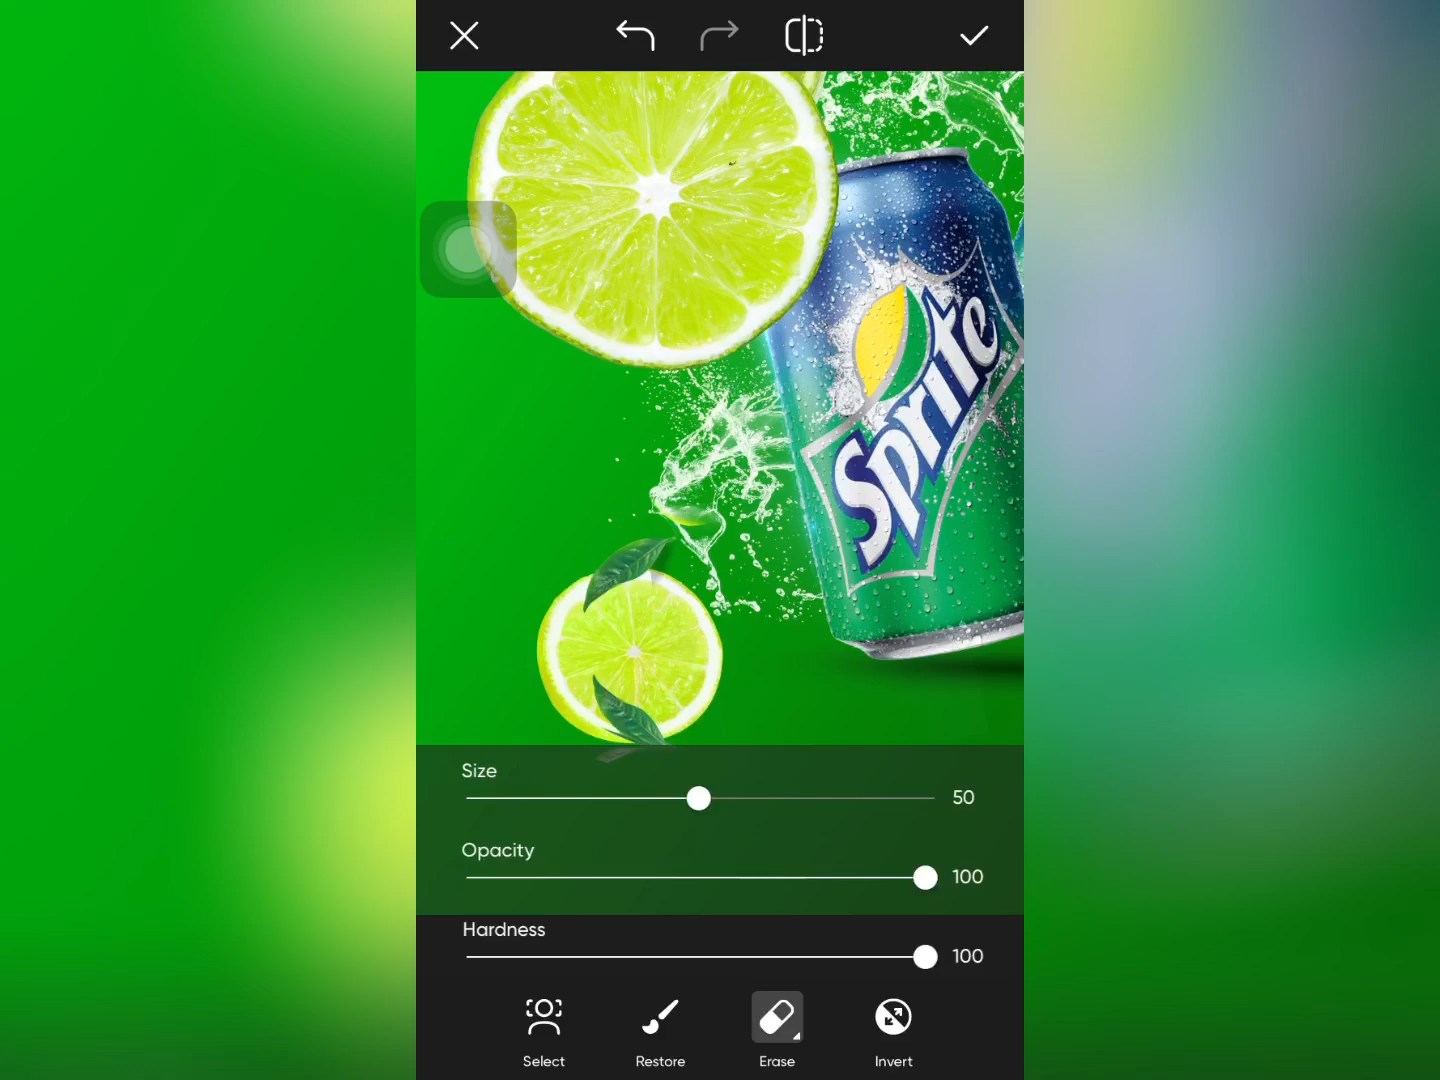 Sprite
Size
50
Opacity
100
Hardness
100
Select
Restore
Erase
Invert